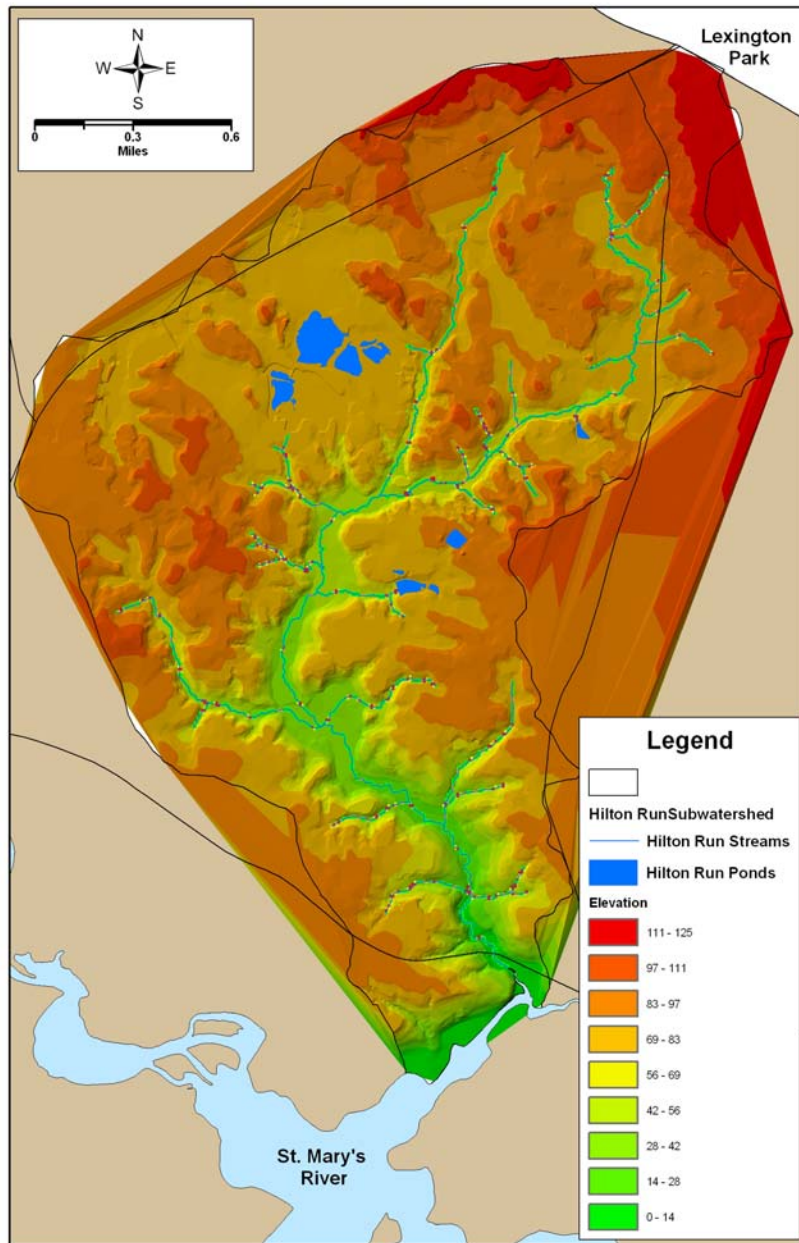 N
W E
S
0 0.3 0.6
Miles
Lexington
Park
St. Mary's
River
Legend
Hilton RunSubwatershed
Hilton Run Streams
Hilton Run Ponds
Elevation
111 - 125
97 - 111
83 - 97
69 - 83
56 - 69
42 - 56
28 - 42
14 - 28
0 - 14